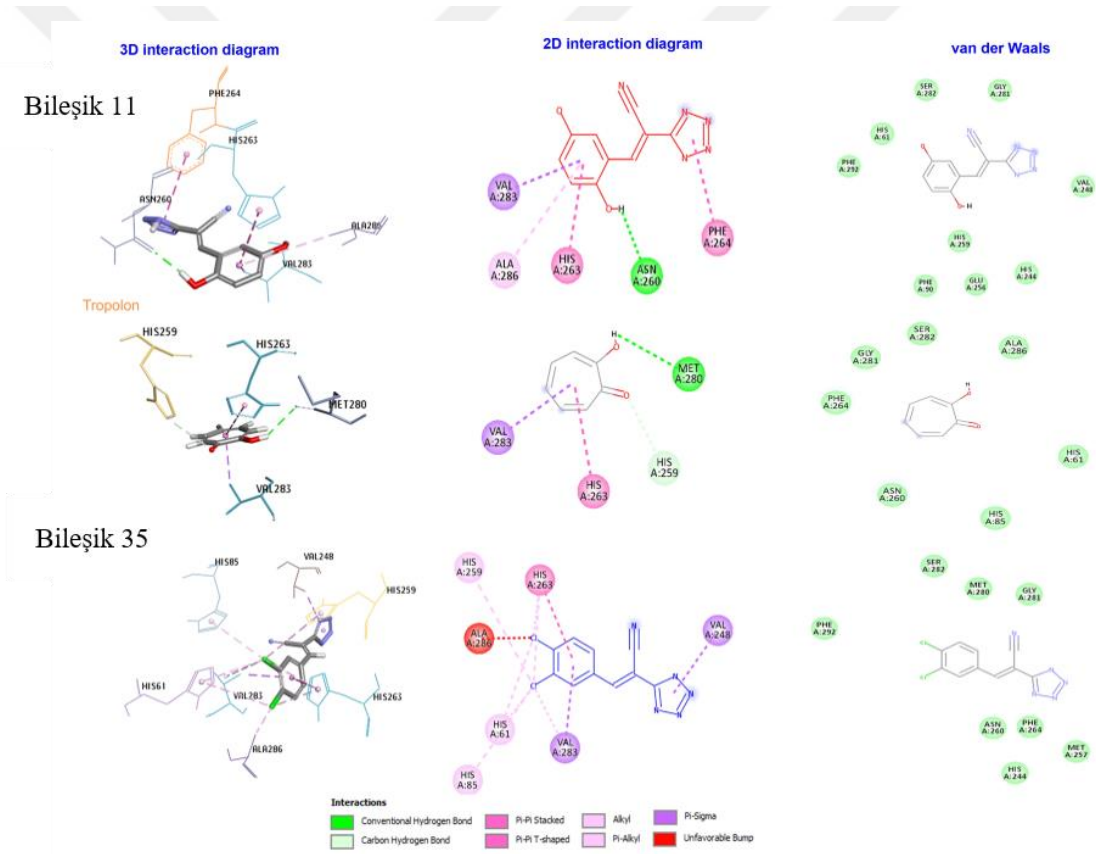 3D interaction diagram
2D interaction diagram
van der Waals
Bileşik 11
PHE264
HIS263
ASN260
ALA286
VAL283
N
N
N
N
N
O
O
H
VAL
A:283
ALA
A:286
HIS
A:263
ASN
A:260
PHE
A:264
SER
A:282
GLY
A:281
HIS
A:61
PHE
A:292
VAL
A:248
HIS
A:259
PHE
A:90
GLU
A:256
HIS
A:244
Tropolon
HIS259
HIS263
MET280
VAL283
H
O
O
MET
A:280
VAL
A:283
HIS
A:263
HIS
A:259
SER
A:282
GLY
A:281
ALA
A:286
PHE
A:264
HIS
A:61
ASN
A:260
HIS
A:85
Bileşik 35
HIS85
VAL248
HIS259
HIS61
VAL283
HIS263
ALA286
HIS
A:259
HIS
A:263
ALA
A:286
VAL
A:248
HIS
A:61
VAL
A:283
HIS
A:85
Cl
Cl
N
N
N
N
N
SER
A:282
MET
A:280
GLY
A:281
PHE
A:292
ASN
A:260
PHE
A:264
MET
A:257
HIS
A:244
Interactions
Conventional Hydrogen Bond
Carbon Hydrogen Bond
Pi-Pi Stacked
Pi-Pi T-shaped
Alkyl
Pi-Alkyl
Pi-Sigma
Unfavorable Bump